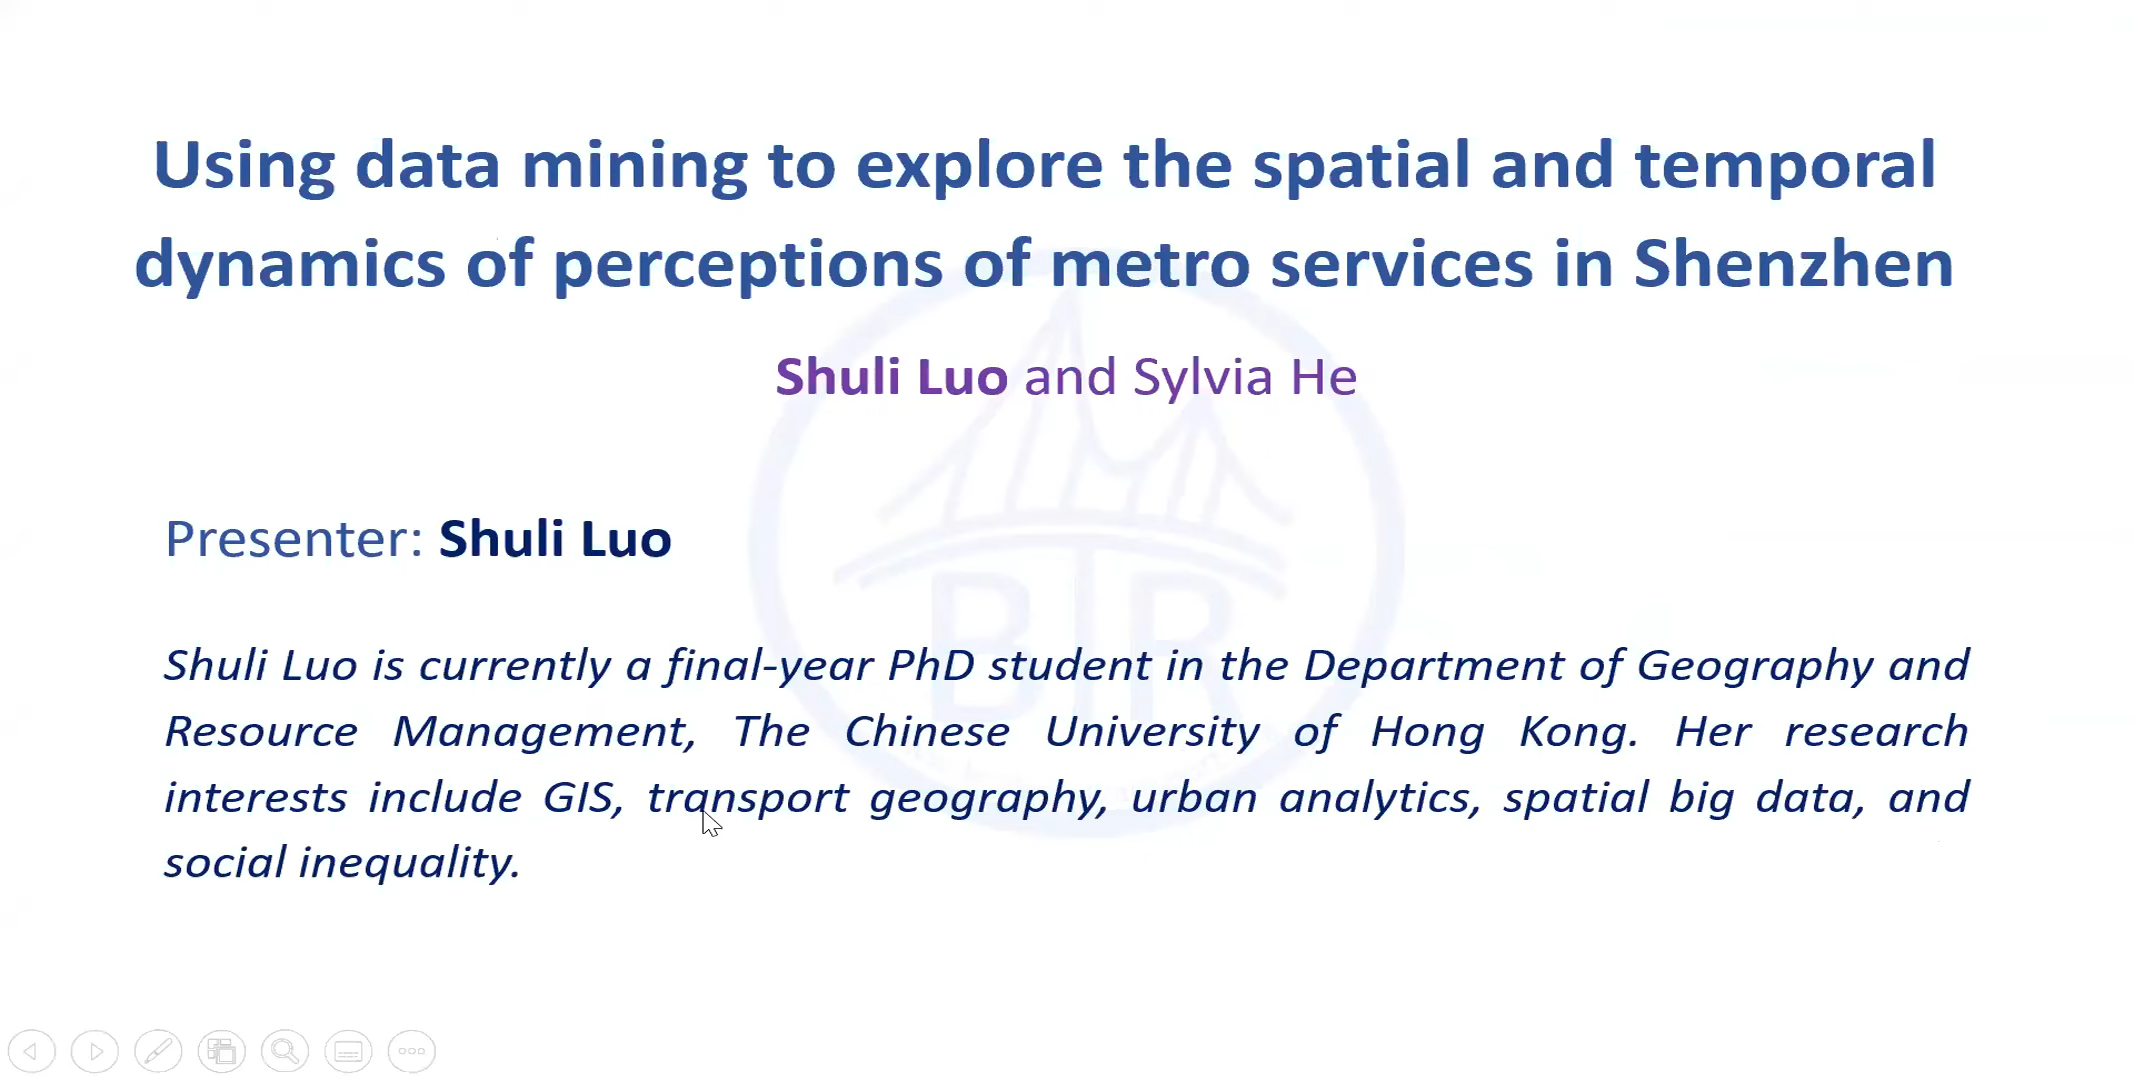 Using data mining to explore the spatial and temporal
dynamics of perceptions of metro services in Shenzhen
Shuli Luo and Sylvia He
Presenter: Shuli Luo
Shuli Luo is currently a final-year PhD student in the Department of Geography and
Resource Management, The Chinese University of Hong Kong. Her research
interests include GIS, transport geography, urban analytics, spatial big data, and
social inequality.
BTR